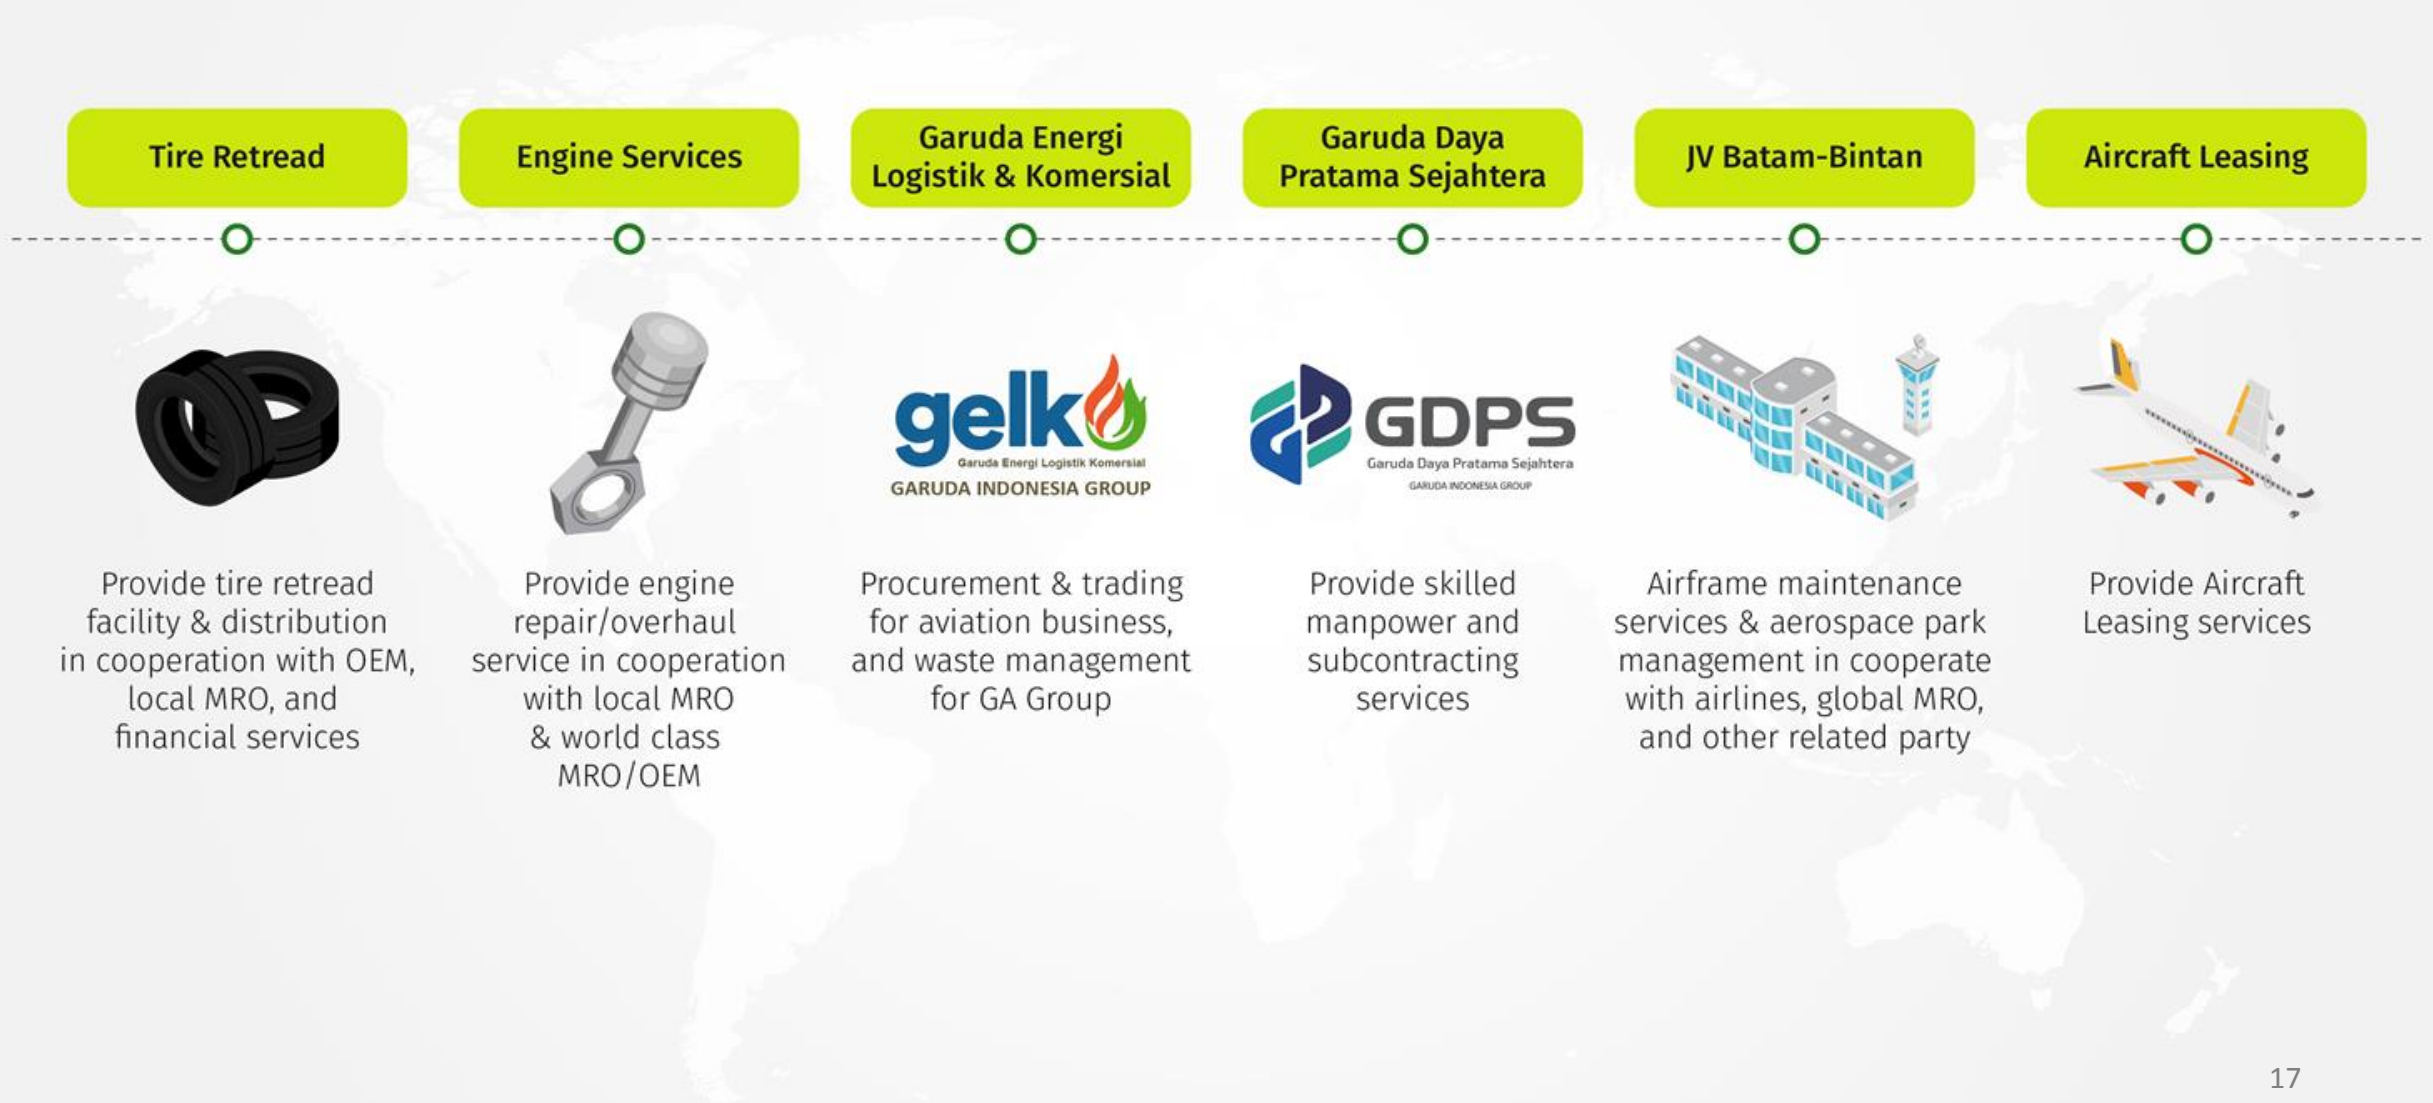 Tire Retread
Engine Services
Garuda Energi
Logistik & Komersial
Garuda Daya
Pratama Sejahtera
JV Batam-Bintan
Aircraft Leasing
gelk
Garuda Energi Logistik Komersial
GARUDA INDONESIA GROUP
GDPS
Garuda Daya Pratama Sejahtera
GARUDA INDONESIA GROUP
Provide tire retread
facility & distribution
in cooperation with OEM,
local MRO, and
financial services
Provide engine
repair/overhaul
service in cooperation
with local MRO
& world class
MRO/OEM
Procurement & trading
for aviation business,
and waste management
for GA Group
Provide skilled
manpower and
subcontracting
services
Airframe maintenance
services & aerospace park
management in cooperate
with airlines, global MRO,
and other related party
Provide Aircraft
Leasing services
17